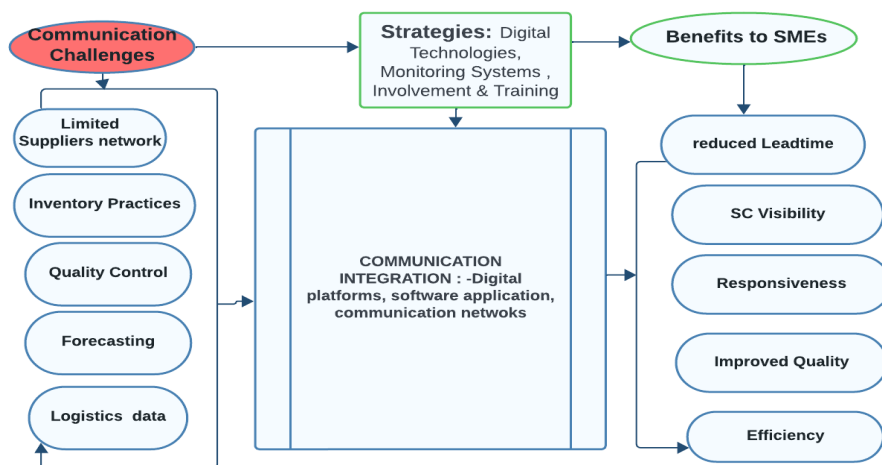 Communication
Challenges
Strategies: Digital
Technologies,
Monitoring Systems ,
Involvement & Training
Benefits to SMEs
Limited
Suppliers network
Inventory Practices
Quality Control
Forecasting
Logistics data
COMMUNICATION
INTEGRATION : -Digital
platforms, software application,
communication netwoks
reduced Leadtime
SC Visibility
Responsiveness
Improved Quality
Efficiency